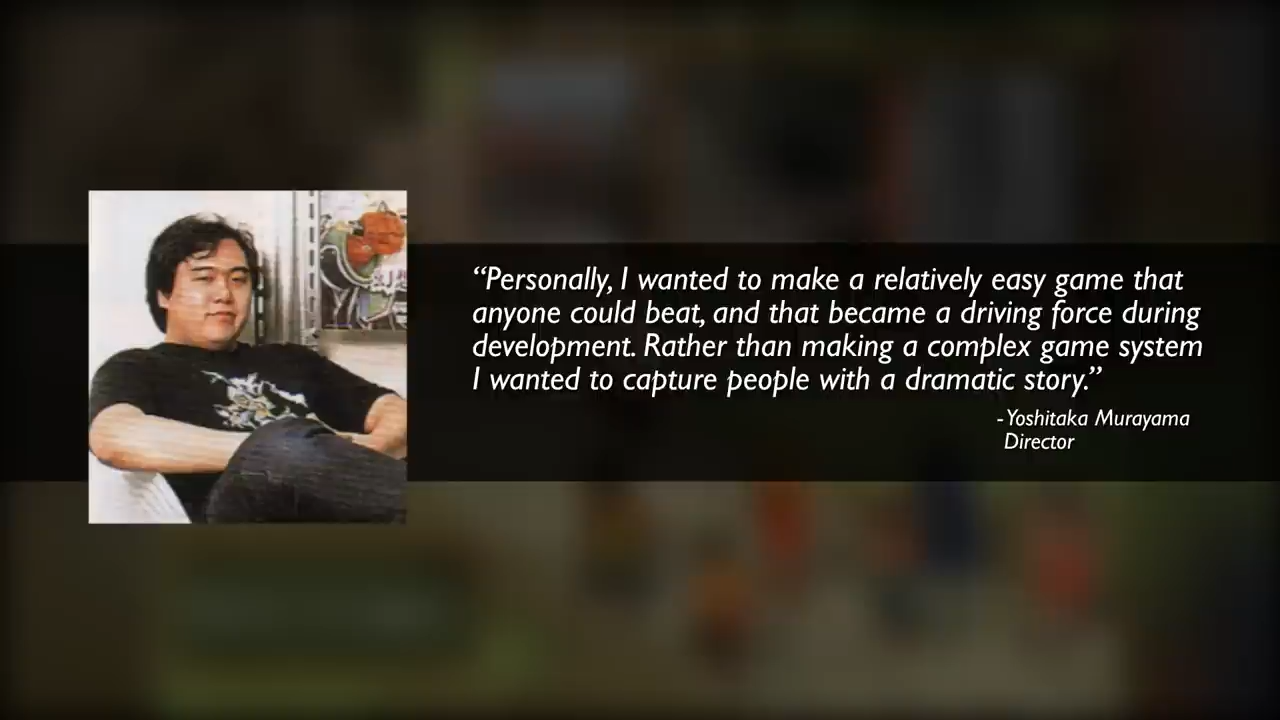 “Personally, I wanted to make a relatively easy game that
anyone could beat, and that became a driving force during
development. Rather than making a complex game system
I wanted to capture people with a dramatic story.”
- Yoshitaka Murayama
Director